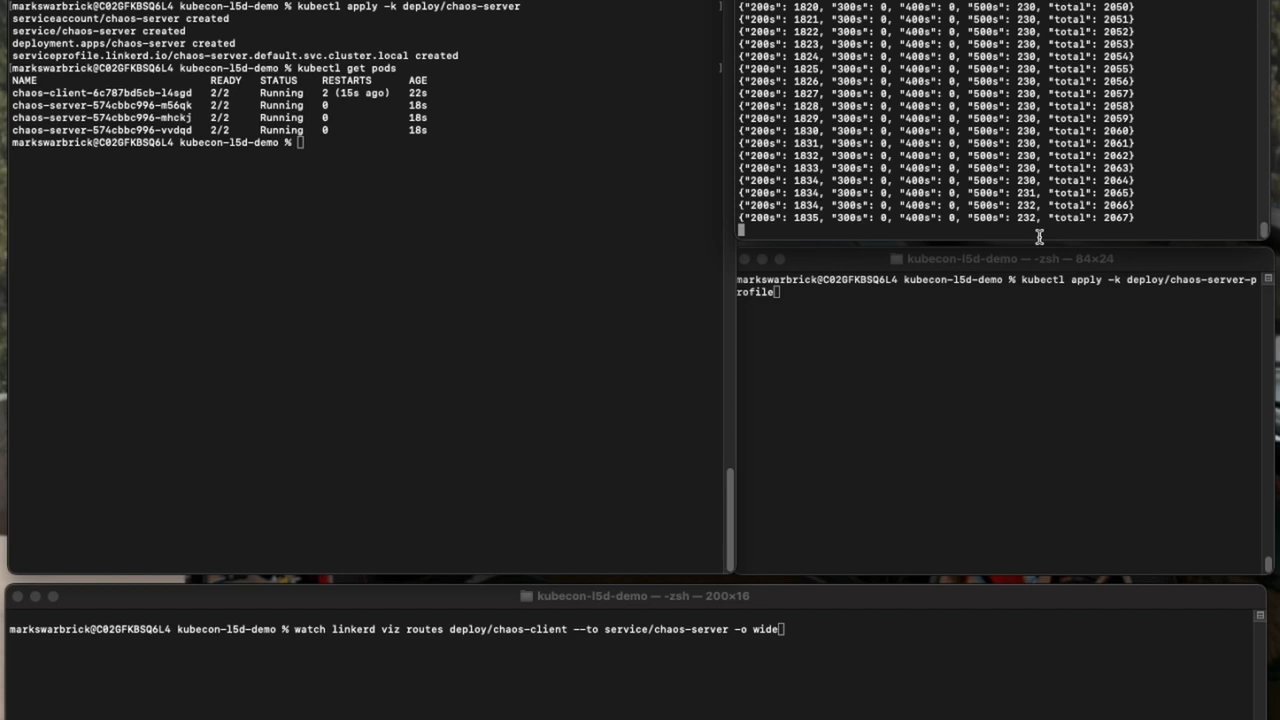 [markswarbrick@C02GFKBSQ6L4 kubecon-l5d-demo % kubectl apply -k deploy/chaos-server ]
serviceaccount/chaos-server created
service/chaos-server created
deployment.apps/chaos-server created
serviceprofile.linkerd.io/chaos-server.default.svc.cluster.local created
[markswarbrick@C02GFKBSQ6L4 kubecon-l5d-demo % kubectl get pods ]
NAME READY STATUS RESTARTS AGE
chaos-client-6c787bd5cb-l4sgd 2/2 Running 2 (15s ago) 22s
chaos-server-574cbbc996-m56qk 2/2 Running 0 18s
chaos-server-574cbbc996-mhckj 2/2 Running 0 18s
chaos-server-574cbbc996-vvdqd 2/2 Running 0 18s
markswarbrick@C02GFKBSQ6L4 kubecon-l5d-demo %
{"200s": 1820, "300s": 0, "400s": 0, "500s": 230, "total": 2050}
{"200s": 1821, "300s": 0, "400s": 0, "500s": 230, "total": 2051}
{"200s": 1822, "300s": 0, "400s": 0, "500s": 230, "total": 2052}
{"200s": 1823, "300s": 0, "400s": 0, "500s": 230, "total": 2053}
{"200s": 1824, "300s": 0, "400s": 0, "500s": 230, "total": 2054}
{"200s": 1825, "300s": 0, "400s": 0, "500s": 230, "total": 2055}
{"200s": 1826, "300s": 0, "400s": 0, "500s": 230, "total": 2056}
{"200s": 1827, "300s": 0, "400s": 0, "500s": 230, "total": 2057}
{"200s": 1828, "300s": 0, "400s": 0, "500s": 230, "total": 2058}
{"200s": 1829, "300s": 0, "400s": 0, "500s": 230, "total": 2059}
{"200s": 1830, "300s": 0, "400s": 0, "500s": 230, "total": 2060}
{"200s": 1831, "300s": 0, "400s": 0, "500s": 230, "total": 2061}
{"200s": 1832, "300s": 0, "400s": 0, "500s": 230, "total": 2062}
{"200s": 1833, "300s": 0, "400s": 0, "500s": 230, "total": 2063}
{"200s": 1834, "300s": 0, "400s": 0, "500s": 230, "total": 2064}
{"200s": 1834, "300s": 0, "400s": 0, "500s": 231, "total": 2065}
{"200s": 1834, "300s": 0, "400s": 0, "500s": 232, "total": 2066}
{"200s": 1835, "300s": 0, "400s": 0, "500s": 232, "total": 2067}
kubecon-l5d-demo — -zsh — 84×24
markswarbrick@C02GFKBSQ6L4 kubecon-l5d-demo % kubectl apply -k deploy/chaos-server-p
rofile
kubecon-l5d-demo — -zsh — 200×16
markswarbrick@C02GFKBSQ6L4 kubecon-l5d-demo % watch linkerd viz routes deploy/chaos-client --to service/chaos-server -o wide